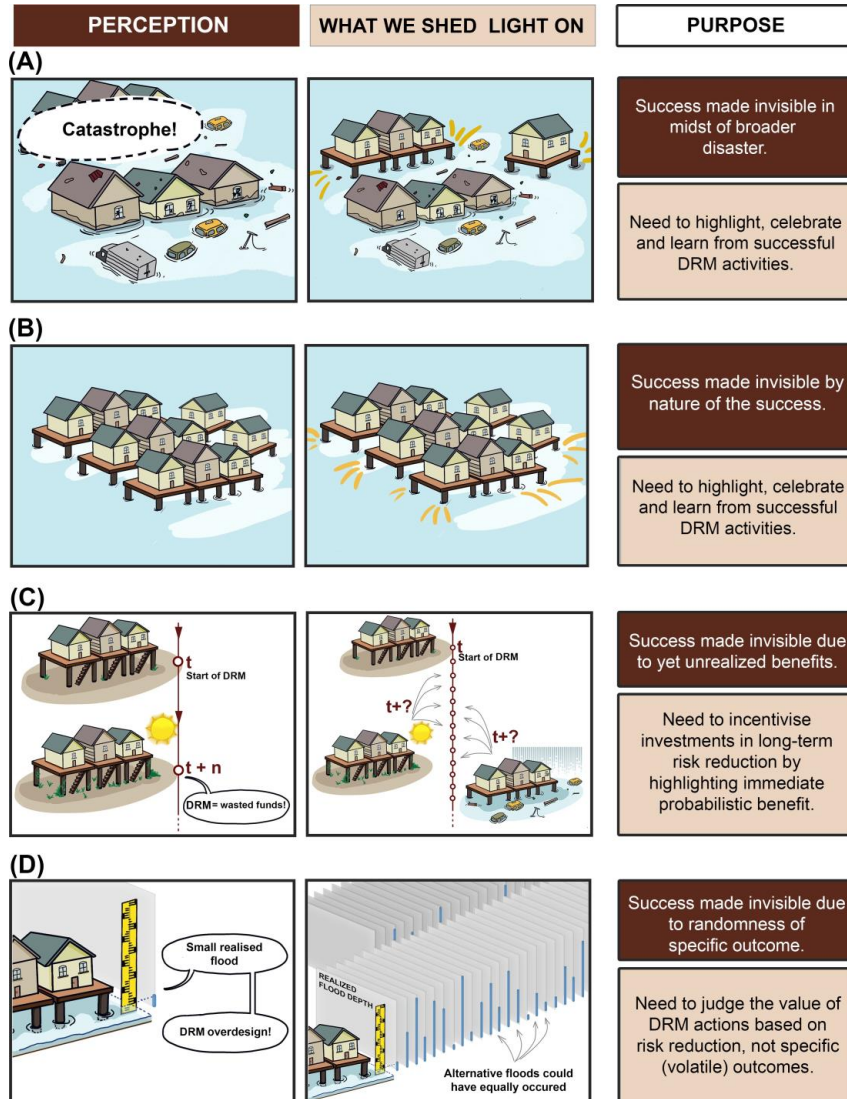 PERCEPTION
WHAT WE SHED LIGHT ON
PURPOSE
(A)
Catastrophe!
Success made invisible in
midst of broader
disaster.
Need to highlight, celebrate
and learn from successful
DRM activities.
(B)
Success made invisible by
nature of the success.
Need to highlight, celebrate
and learn from successful
DRM activities.
(C)
t
Start of DRM
t + n
DRM= wasted funds!
t
Start of DRM
t+?
t+?
Success made invisible due
to yet unrealized benefits.
Need to incentivise
investments in long-term
risk reduction by
highlighting immediate
probabilistic benefit.
(D)
Small realised
flood
DRM overdesign!
REALIZED
FLOOD DEPTH
Alternative floods could
have equally occured
Success made invisible due
to randomness of
specific outcome.
Need to judge the value of
DRM actions based on
risk reduction, not specific
(volatile) outcomes.